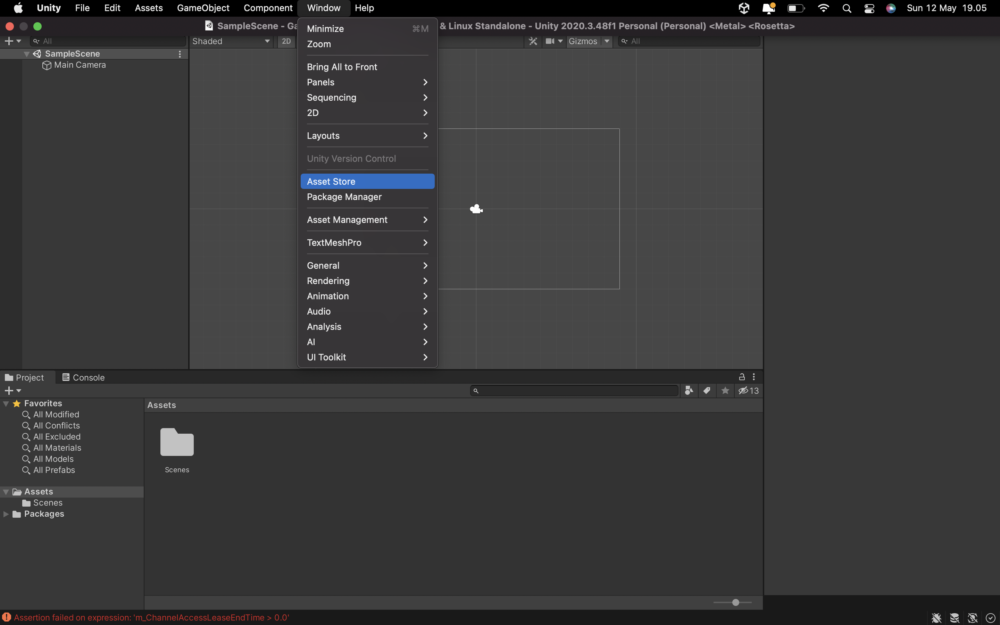 Unity File Edit Assets GameObject Component Window Help Sun 12 May 19.05
SampleScene - Ga & Linux Standalone - Unity 2020.3.48f1 Personal (Personal) <Metal> <Rosetta>
All Shaded 2D Gizmos All
SampleScene
Main Camera
Minimize ⌘M
Zoom
Bring All to Front
Panels
Sequencing
2D
Layouts
Unity Version Control
Asset Store
Package Manager
Asset Management
TextMeshPro
General
Rendering
Animation
Audio
Analysis
AI
UI Toolkit
Project Console
13
Favorites
All Modified
All Conflicts
All Excluded
All Materials
All Models
All Prefabs
Assets
Scenes
Packages
Assets
Scenes
Assertion failed on expression: 'm_ChannelAccessLeaseEndTime > 0.0'